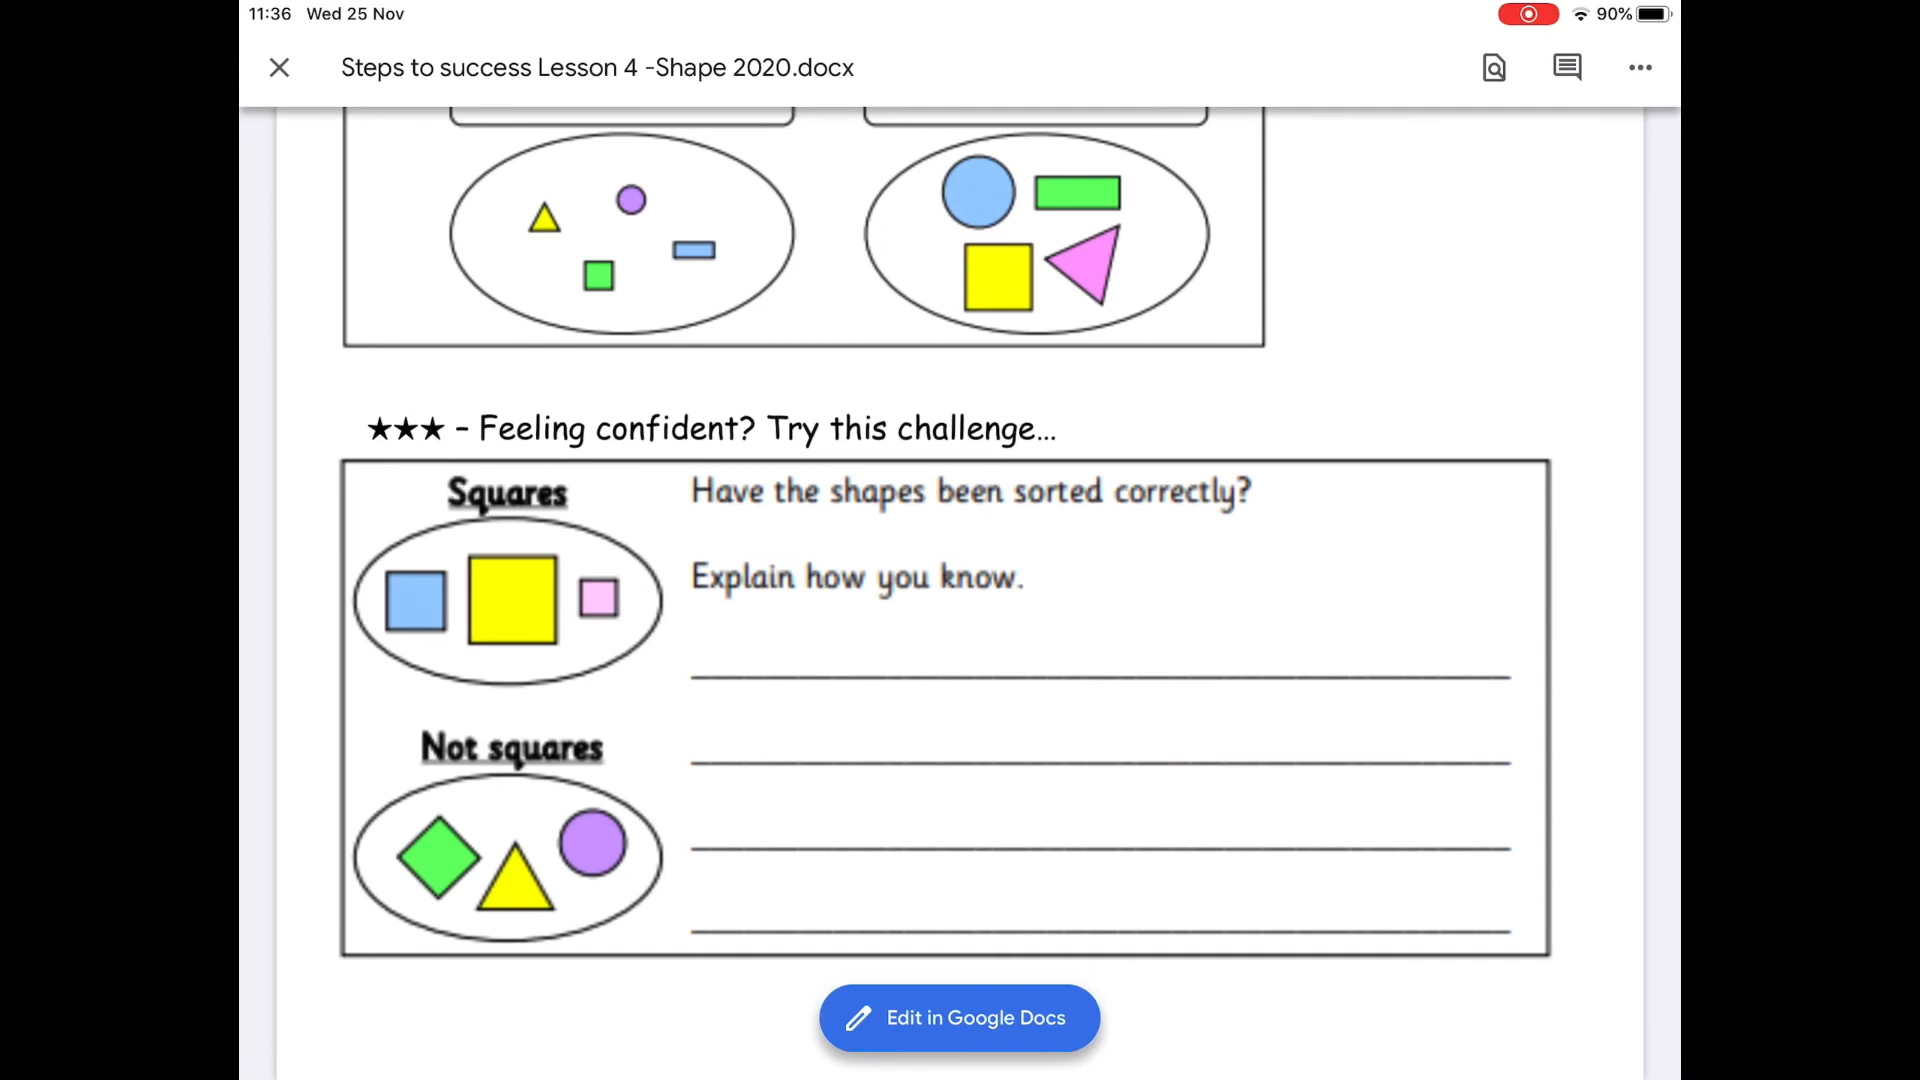 11:36 Wed 25 Nov
90%
Steps to success Lesson 4 -Shape 2020.docx
★★★ – Feeling confident? Try this challenge…
Squares
Have the shapes been sorted correctly?
Explain how you know.
Not squares
Edit in Google Docs